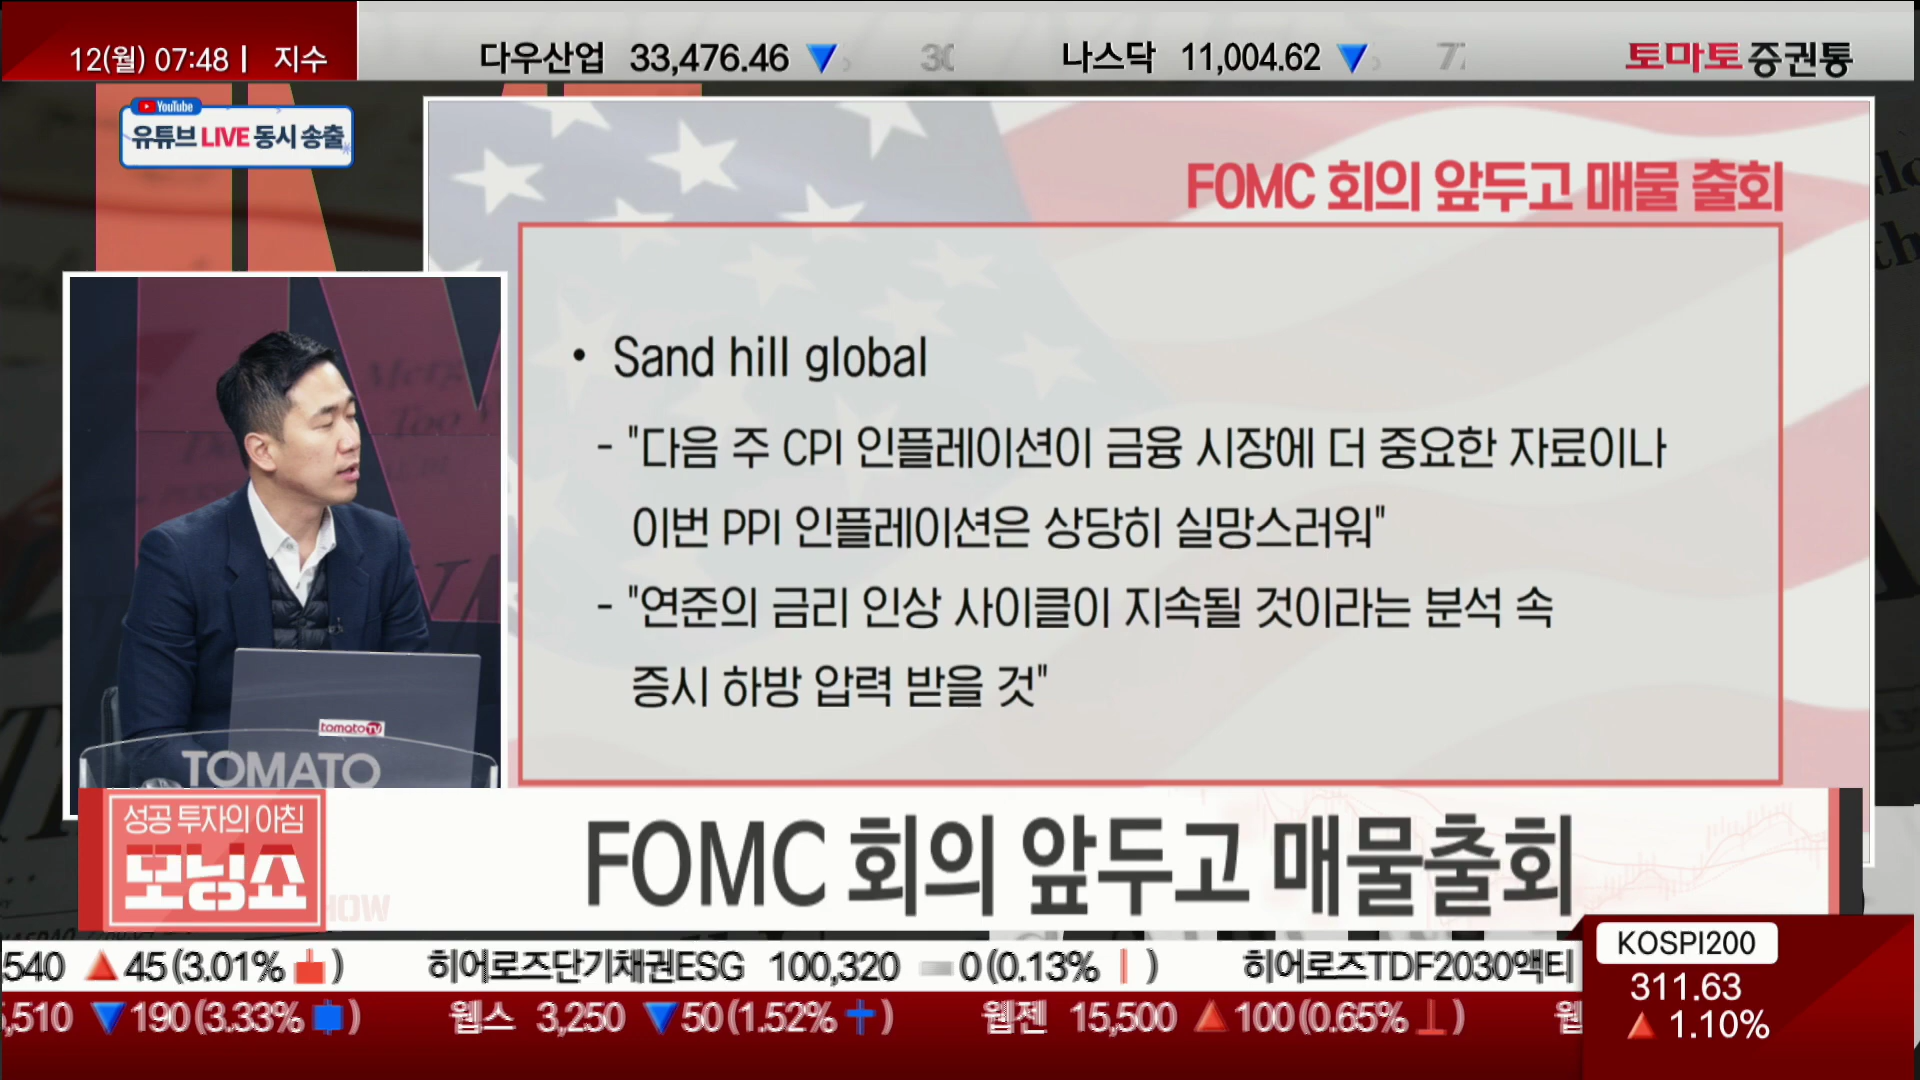 12(월) 07:48 | 지수
다우산업 33,476.46 ▼
나스닥 11,004.62 ▼
토마토증권통
YouTube
유튜브 LIVE 동시 송출
FOMC 회의 앞두고 매물 출회
• Sand hill global
- "다음 주 CPI 인플레이션이 금융 시장에 더 중요한 자료이나
이번 PPI 인플레이션은 상당히 실망스러워"
- "연준의 금리 인상 사이클이 지속될 것이라는 분석 속
증시 하방 압력 받을 것"
tomatoTV
TOMATO
성공 투자의 아침
모닝쇼
FOMC 회의 앞두고 매물출회
540 ▲45(3.01%) 히어로즈단기채권ESG 100,320 0(0.13%) 히어로즈TDF2030액티
,510 ▼190(3.33%) 웹스 3,250 ▼50(1.52%) 웹젠 15,500 ▲100(0.65%)
KOSPI200
311.63
▲ 1.10%